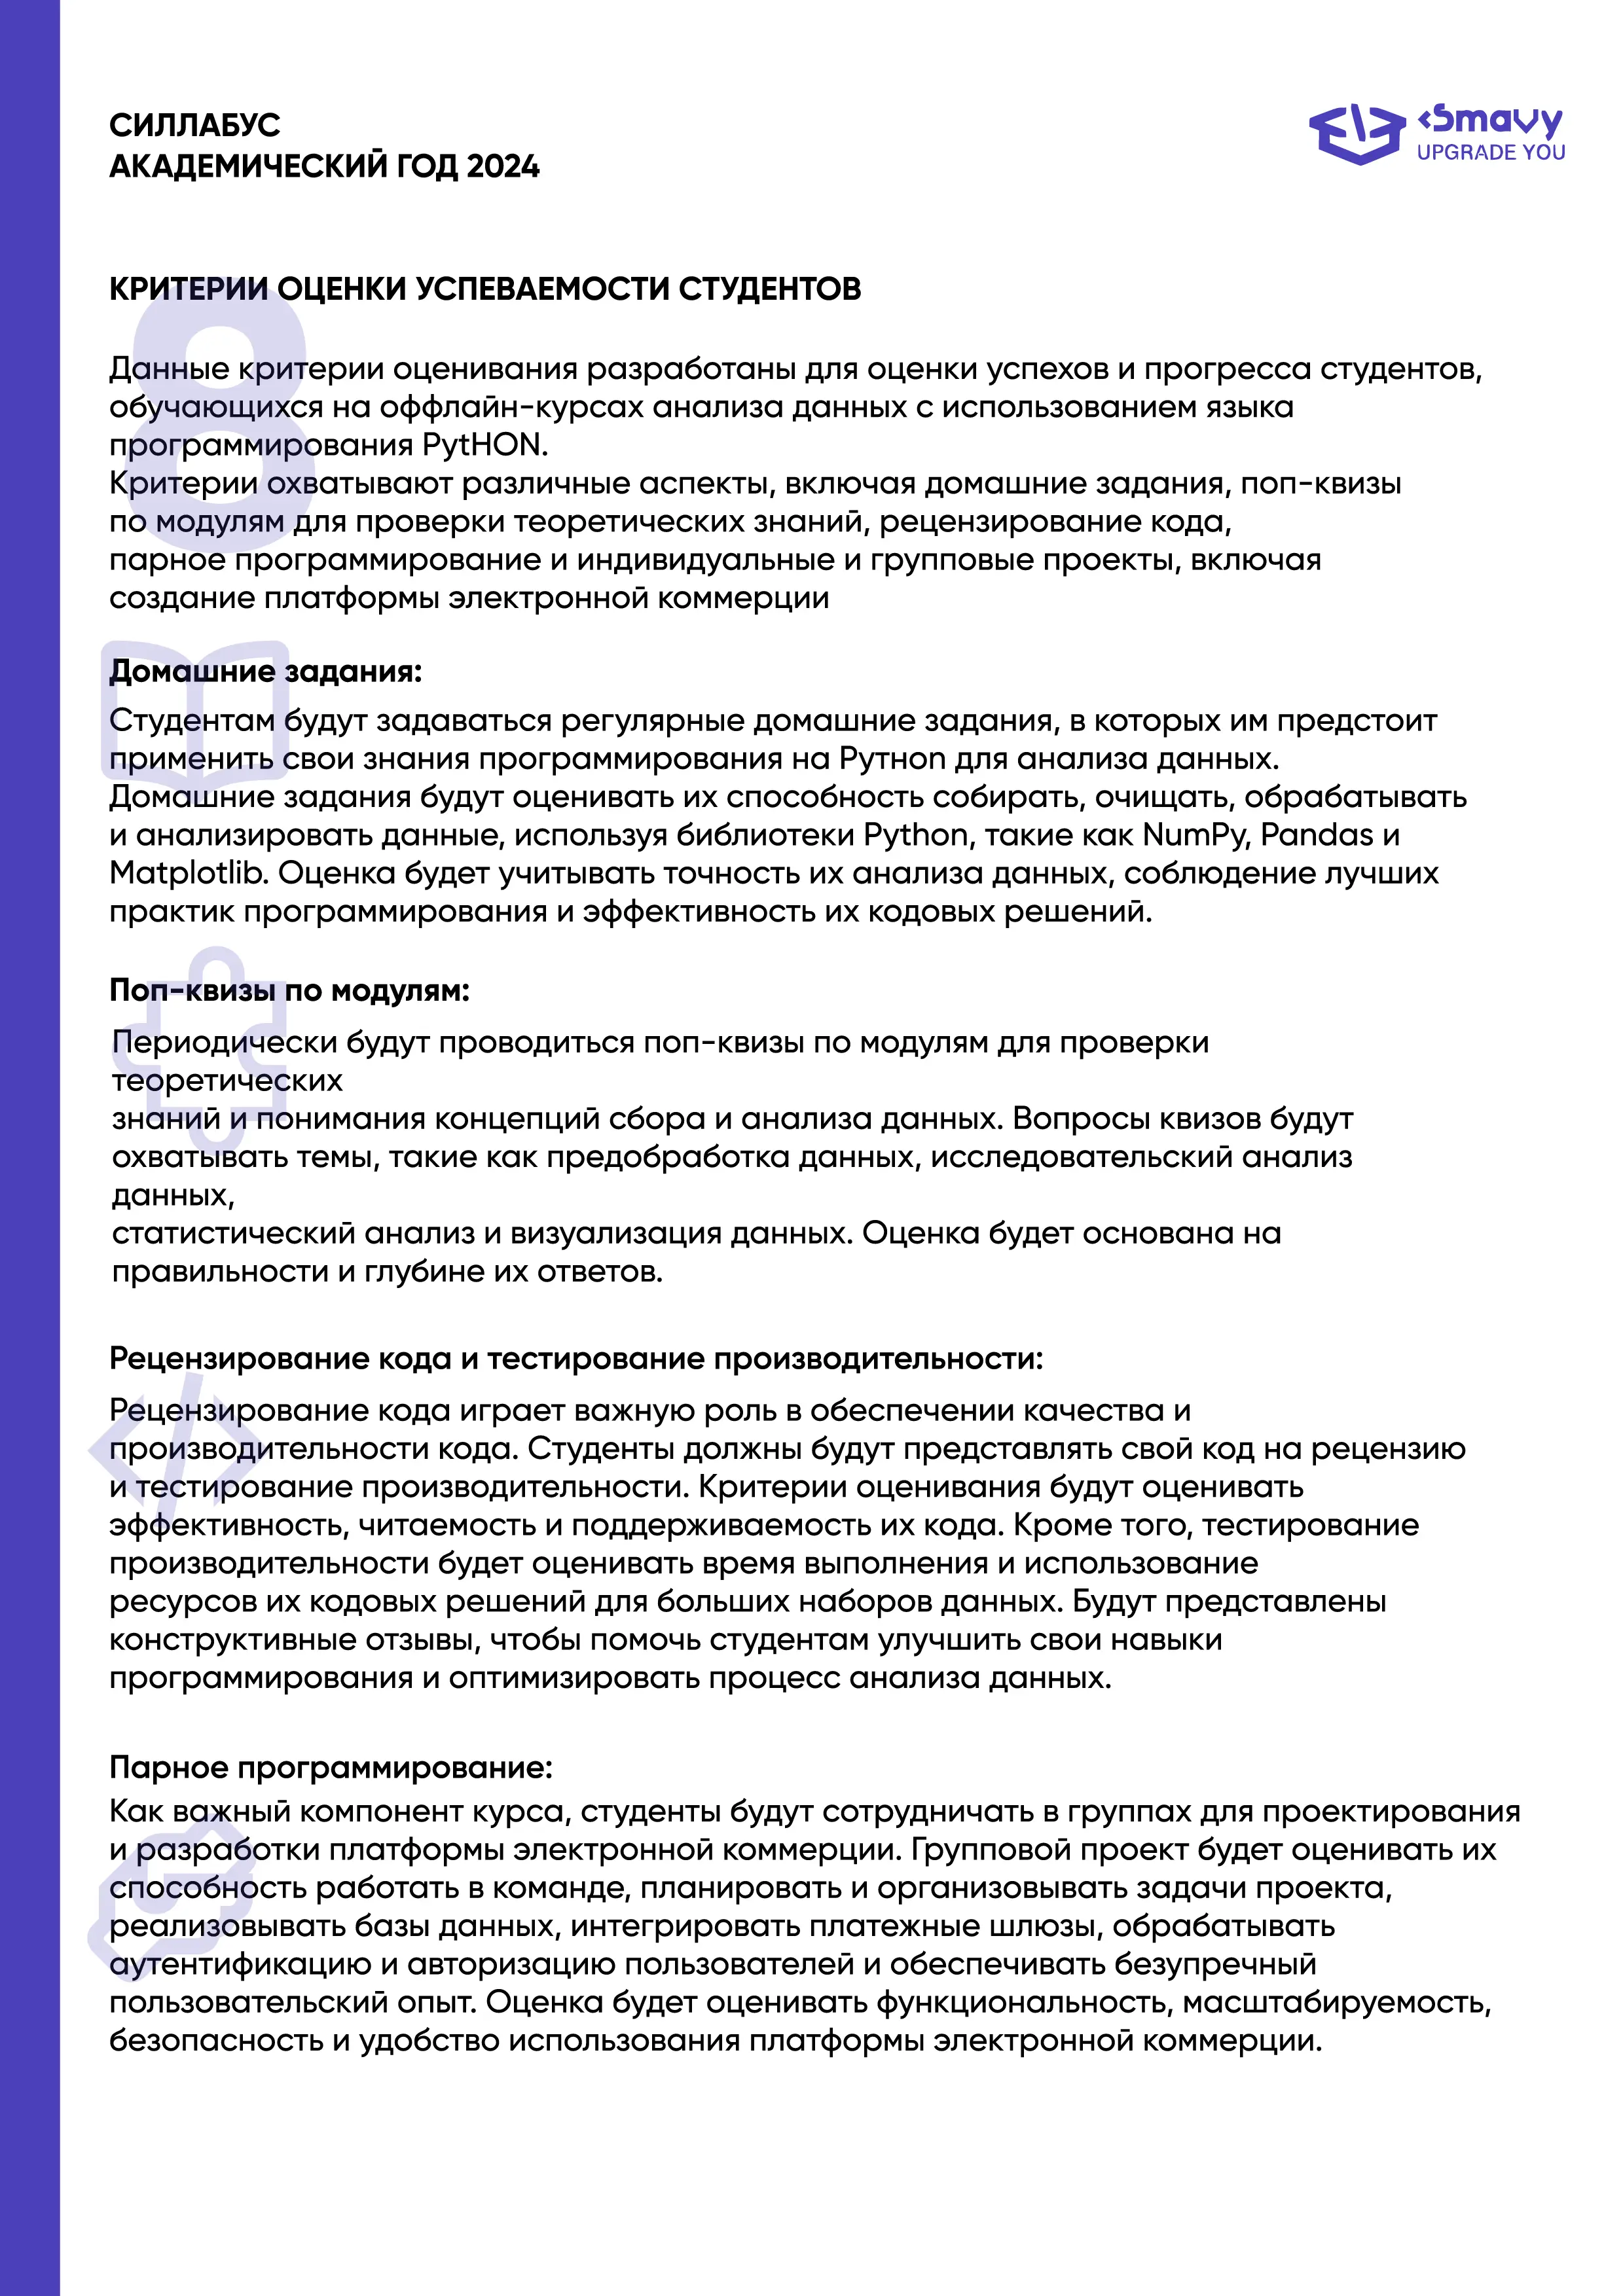 СИЛЛАБУС
АКАДЕМИЧЕСКИЙ ГОД 2024
<Smavy
UPGRADE YOU
8
КРИТЕРИИ ОЦЕНКИ УСПЕВАЕМОСТИ СТУДЕНТОВ
Данные критерии оценивания разработаны для оценки успехов и прогресса студентов,
обучающихся на оффлайн-курсах анализа данных с использованием языка
программирования PytHON.
Критерии охватывают различные аспекты, включая домашние задания, поп-квизы
по модулям для проверки теоретических знаний, рецензирование кода,
парное программирование и индивидуальные и групповые проекты, включая
создание платформы электронной коммерции
Домашние задания:
Студентам будут задаваться регулярные домашние задания, в которых им предстоит
применить свои знания программирования на Pyтнon для анализа данных.
Домашние задания будут оценивать их способность собирать, очищать, обрабатывать
и анализировать данные, используя библиотеки Python, такие как NumPy, Pandas и
Matplotlib. Оценка будет учитывать точность их анализа данных, соблюдение лучших
практик программирования и эффективность их кодовых решений.
Поп-квизы по модулям:
Периодически будут проводиться поп-квизы по модулям для проверки
теоретических
знаний и понимания концепций сбора и анализа данных. Вопросы квизов будут
охватывать темы, такие как предобработка данных, исследовательский анализ
данных,
статистический анализ и визуализация данных. Оценка будет основана на
правильности и глубине их ответов.
Рецензирование кода и тестирование производительности:
Рецензирование кода играет важную роль в обеспечении качества и
производительности кода. Студенты должны будут представлять свой код на рецензию
и тестирование производительности. Критерии оценивания будут оценивать
эффективность, читаемость и поддерживаемость их кода. Кроме того, тестирование
производительности будет оценивать время выполнения и использование
ресурсов их кодовых решений для больших наборов данных. Будут представлены
конструктивные отзывы, чтобы помочь студентам улучшить свои навыки
программирования и оптимизировать процесс анализа данных.
Парное программирование:
Как важный компонент курса, студенты будут сотрудничать в группах для проектирования
и разработки платформы электронной коммерции. Групповой проект будет оценивать их
способность работать в команде, планировать и организовывать задачи проекта,
реализовывать базы данных, интегрировать платежные шлюзы, обрабатывать
аутентификацию и авторизацию пользователей и обеспечивать безупречный
пользовательский опыт. Оценка будет оценивать функциональность, масштабируемость,
безопасность и удобство использования платформы электронной коммерции.